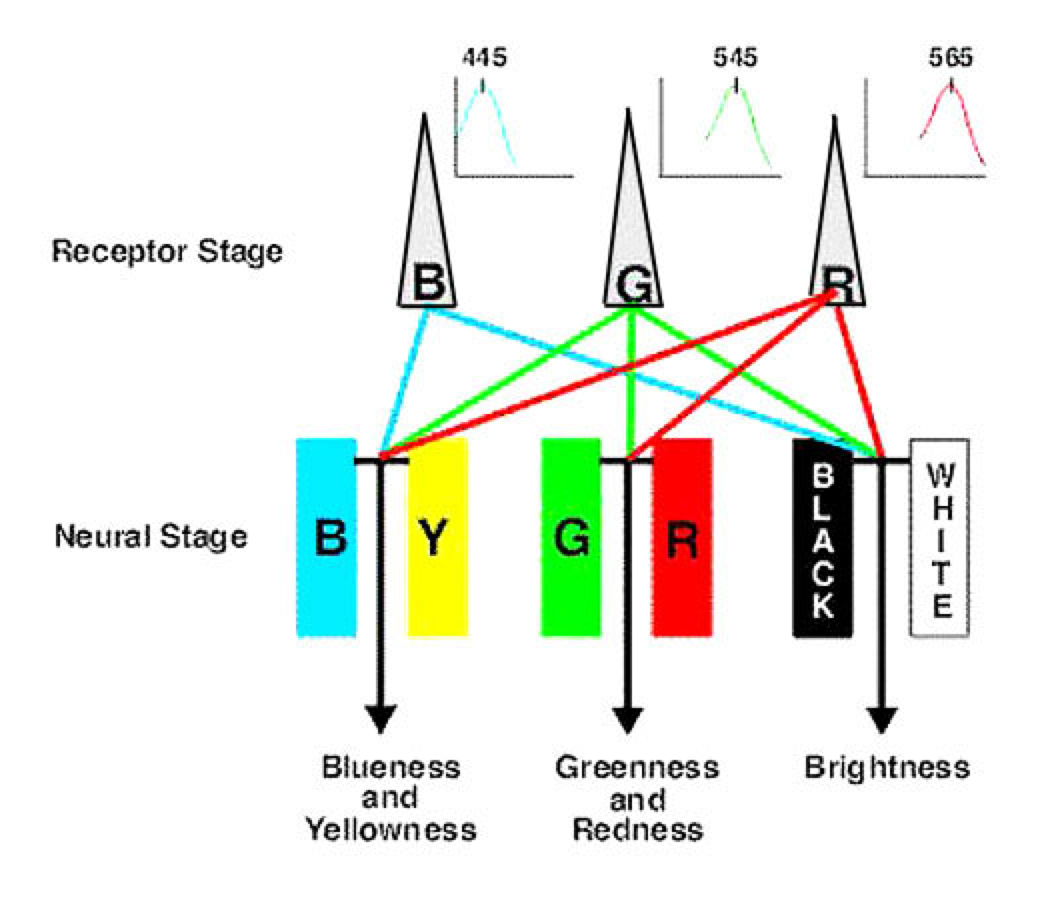 445
545
565
Receptor Stage
B
G
R
Neural Stage
B
Y
G
R
BLACK
WHITE
Blueness
and
Yellowness
Greenness
and
Redness
Brightness